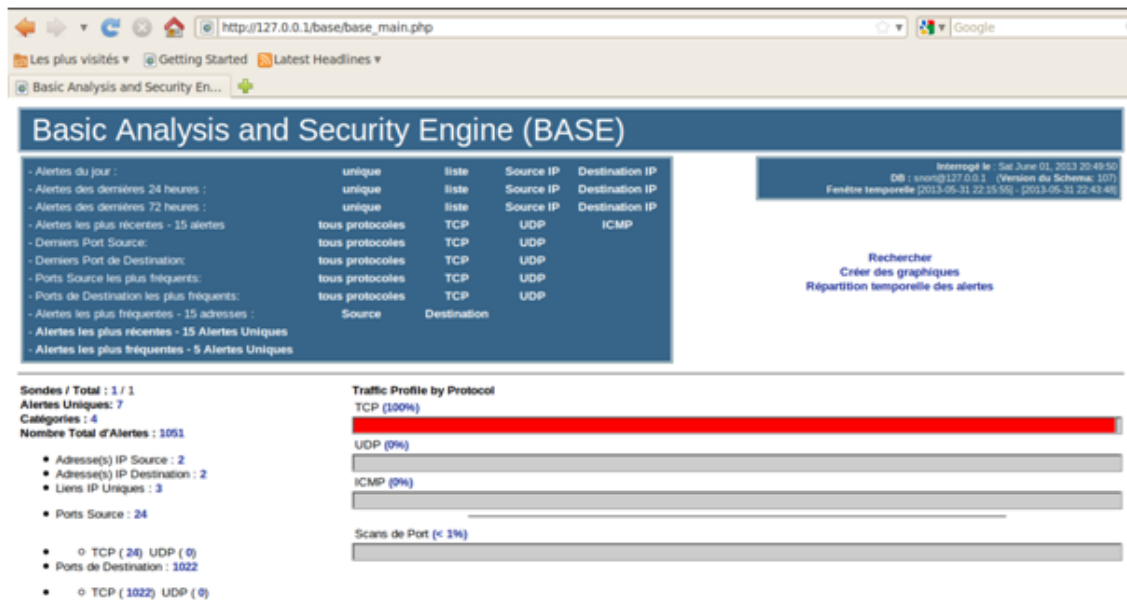 http://127.0.0.1/base/base_main.php
Google
Les plus visités
Getting Started
Latest Headlines
Basic Analysis and Security En...
Basic Analysis and Security Engine (BASE)
- Alertes du jour : unique liste Source IP Destination IP
- Alertes des dernières 24 heures : unique liste Source IP Destination IP
- Alertes des dernières 72 heures : unique liste Source IP Destination IP
- Alertes les plus récentes - 15 alertes tous protocoles TCP UDP ICMP
- Derniers Port Source: tous protocoles TCP UDP
- Derniers Port de Destination: tous protocoles TCP UDP
- Ports Source les plus fréquents: tous protocoles TCP UDP
- Ports de Destination les plus fréquents: tous protocoles TCP UDP
- Alertes les plus fréquentes - 15 adresses : Source Destination
- Alertes les plus récentes - 15 Alertes Uniques
- Alertes les plus fréquentes - 5 Alertes Uniques
Interrogé le : Sat June 01, 2013 20:49:50
DB : snort@127.0.0.1 (Version du Schema: 107)
Fenêtre temporelle [2013-05-31 22:15:55] - [2013-05-31 22:43:48]
Rechercher
Créer des graphiques
Répartition temporelle des alertes
Sondes / Total : 1 / 1
Alertes Uniques: 7
Catégories : 4
Nombre Total d'Alertes : 1051
Adresse(s) IP Source : 2
Adresse(s) IP Destination : 2
Liens IP Uniques : 3
Ports Source : 24
TCP ( 24) UDP ( 0)
Ports de Destination : 1022
TCP ( 1022) UDP ( 0)
Traffic Profile by Protocol
TCP (100%)
UDP (0%)
ICMP (0%)
Scans de Port (< 1%)